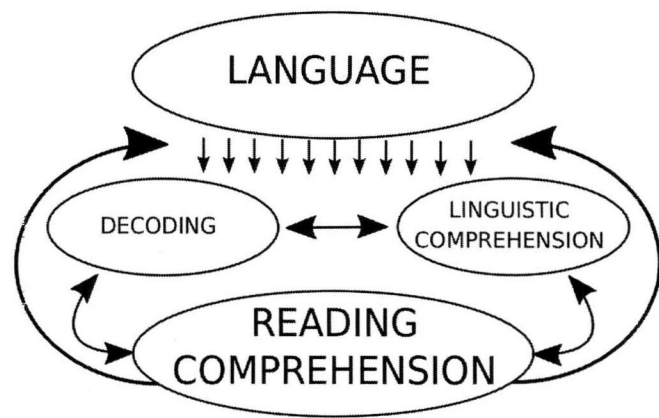 LANGUAGE
DECODING
LINGUISTIC
COMPREHENSION
READING
COMPREHENSION